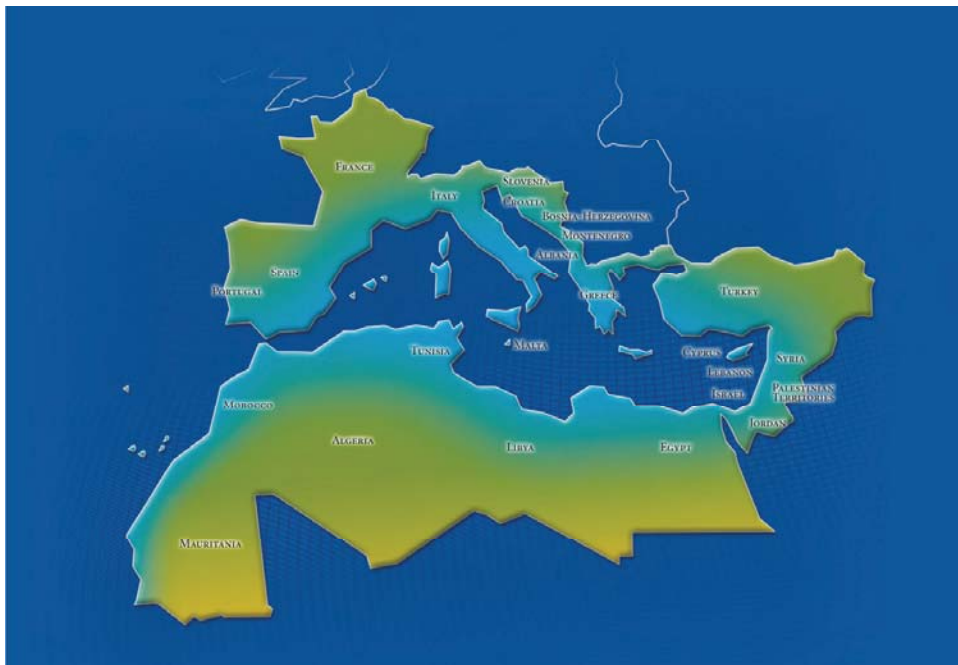 France
Slovenia
Italy
Croatia
Bosnia-Herzegovina
Montenegro
Albania
Spain
Portugal
Greece
Turkey
Malta
Tunisia
Cyprus
Syria
Lebanon
Israel
Palestinian
Territories
Morocco
Jordan
Algeria
Libya
Egypt
Mauritania